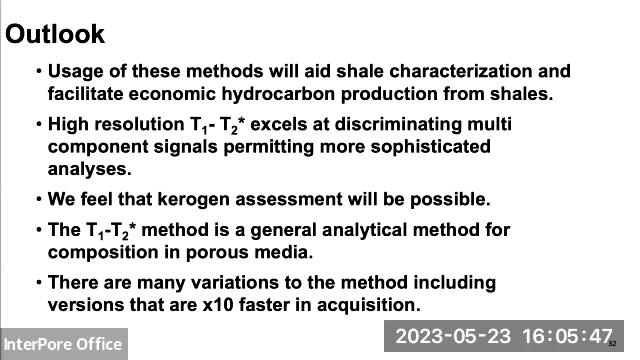 Outlook
• Usage of these methods will aid shale characterization and
facilitate economic hydrocarbon production from shales.
• High resolution T1- T2* excels at discriminating multi
component signals permitting more sophisticated
analyses.
• We feel that kerogen assessment will be possible.
• The T1-T2* method is a general analytical method for
composition in porous media.
• There are many variations to the method including
versions that are x10 faster in acquisition.
InterPore Office
2023-05-23 16:05:47
32